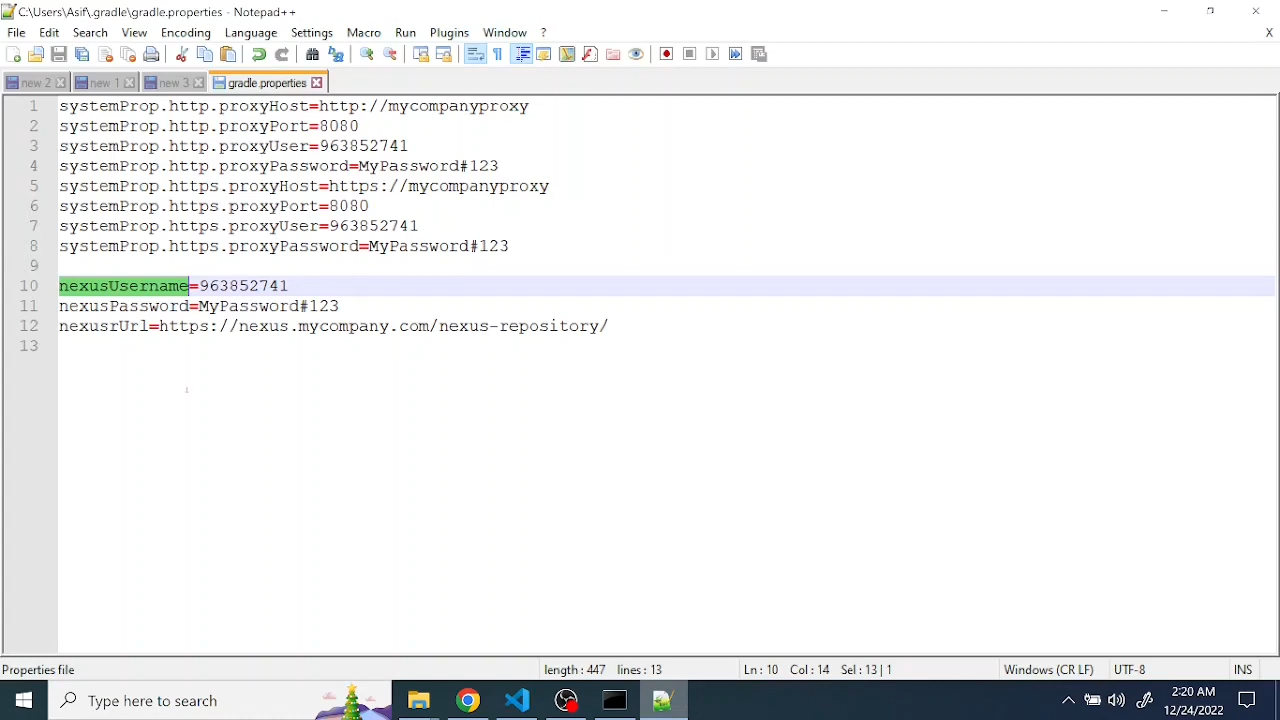 C:\Users\Asif\.gradle\gradle.properties - Notepad++
File Edit Search View Encoding Language Settings Macro Run Plugins Window ? X
new 2 new 1 new 3 gradle.properties
1 systemProp.http.proxyHost=http://mycompanyproxy
2 systemProp.http.proxyPort=8080
3 systemProp.http.proxyUser=963852741
4 systemProp.http.proxyPassword=MyPassword#123
5 systemProp.https.proxyHost=https://mycompanyproxy
6 systemProp.https.proxyPort=8080
7 systemProp.https.proxyUser=963852741
8 systemProp.https.proxyPassword=MyPassword#123
9
10 nexusUsername=963852741
11 nexusPassword=MyPassword#123
12 nexusrUrl=https://nexus.mycompany.com/nexus-repository/
13
Properties file length : 447 lines : 13 Ln : 10 Col : 14 Sel : 13 | 1 Windows (CR LF) UTF-8 INS
Type here to search 2:20 AM
12/24/2022